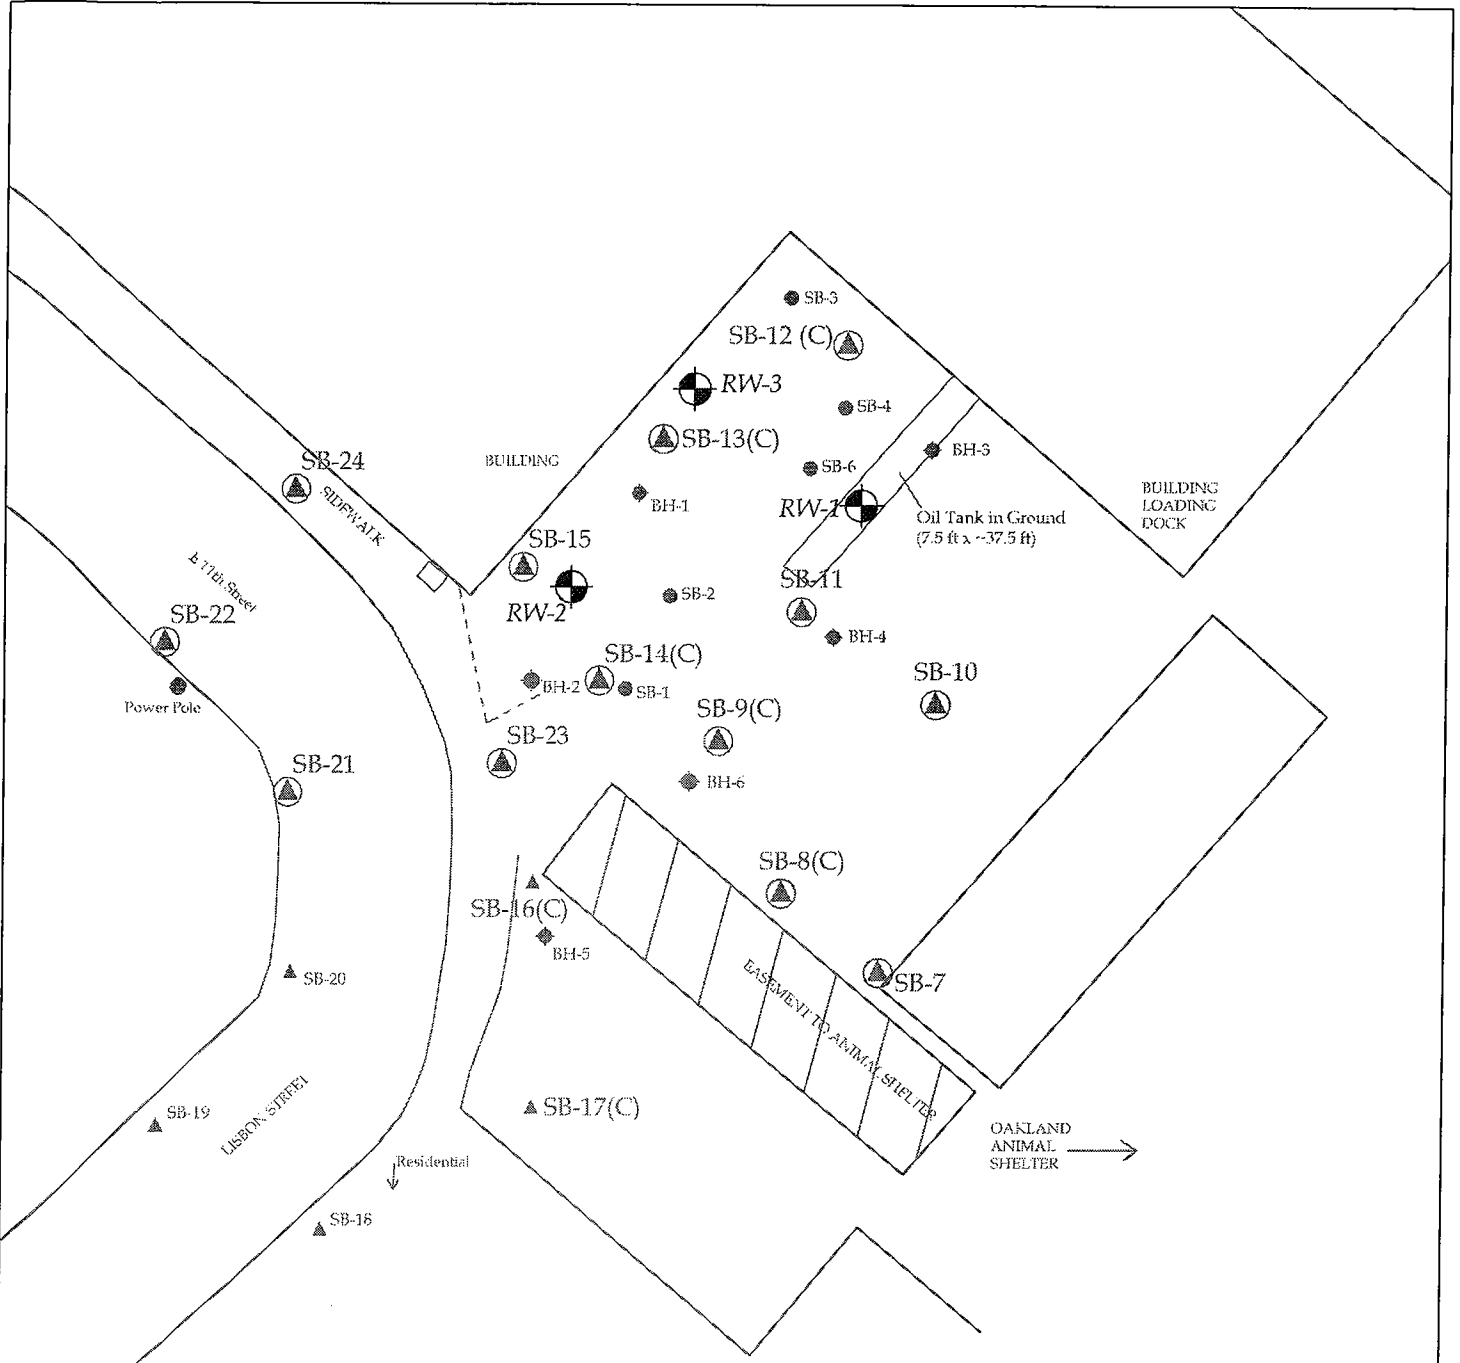 SB-3
SB-12 (C)
RW-3
SB-4
SB-13(C)
BH-3
SB-24
BUILDING
SB-6
SIDEWALK
BH-1
RW-1
BUILDING
LOADING
DOCK
Oil Tank in Ground
(7.5 ft x ~37.5 ft)
SB-15
E 11th Street
SB-11
SB-2
RW-2
SB-22
BH-4
SB-14(C)
SB-10
BH-2
SB-1
Power Pole
SB-9(C)
SB-23
SB-21
BH-6
SB-8(C)
SB-16(C)
BH-5
SB-20
EASEMENT TO ANIMAL SHELTER
SB-7
SB-19
LISBON STREET
SB-17(C)
OAKLAND
ANIMAL
SHELTER
Residential
SB-18